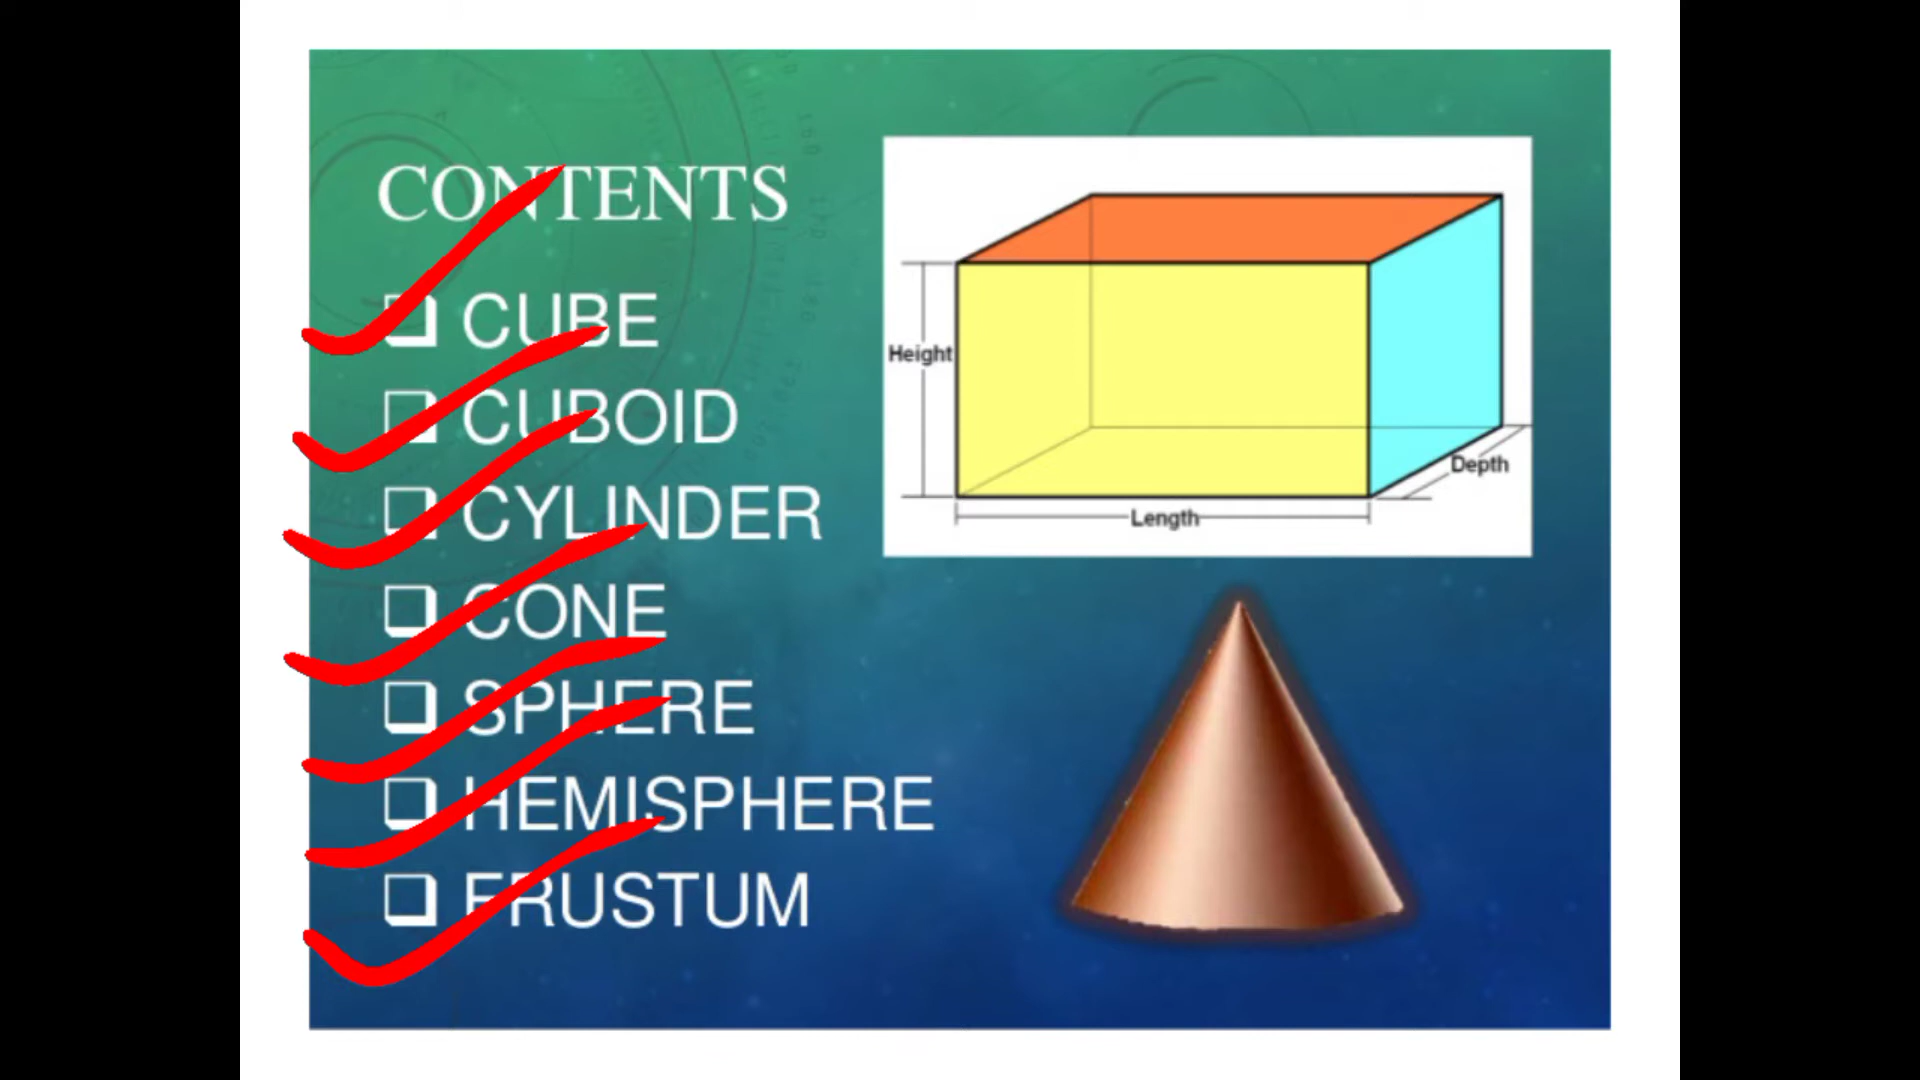 CONTENTS
CUBE
CUBOID
CYLINDER
CONE
SPHERE
HEMISPHERE
FRUSTUM
Height
Depth
Length